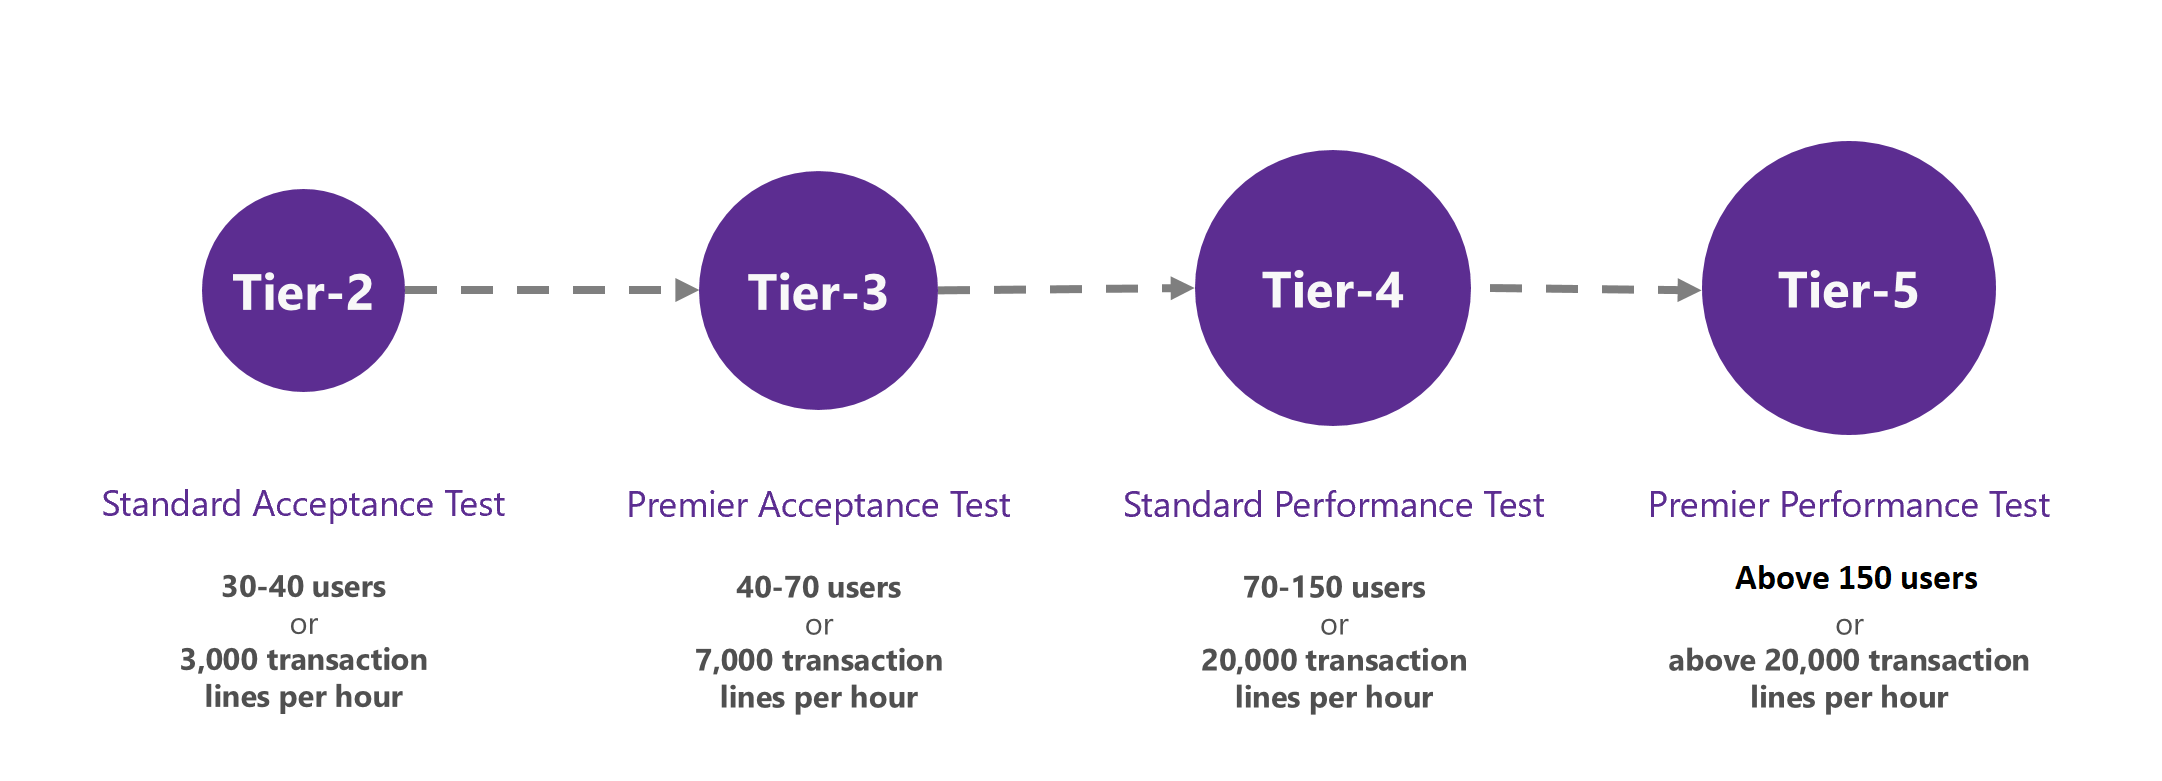 Tier-2
Tier-3
Tier-4
Tier-5
Standard Acceptance Test
Premier Acceptance Test
Standard Performance Test
Premier Performance Test
30-40 users
or
3,000 transaction
lines per hour
40-70 users
or
7,000 transaction
lines per hour
70-150 users
or
20,000 transaction
lines per hour
Above 150 users
or
above 20,000 transaction
lines per hour